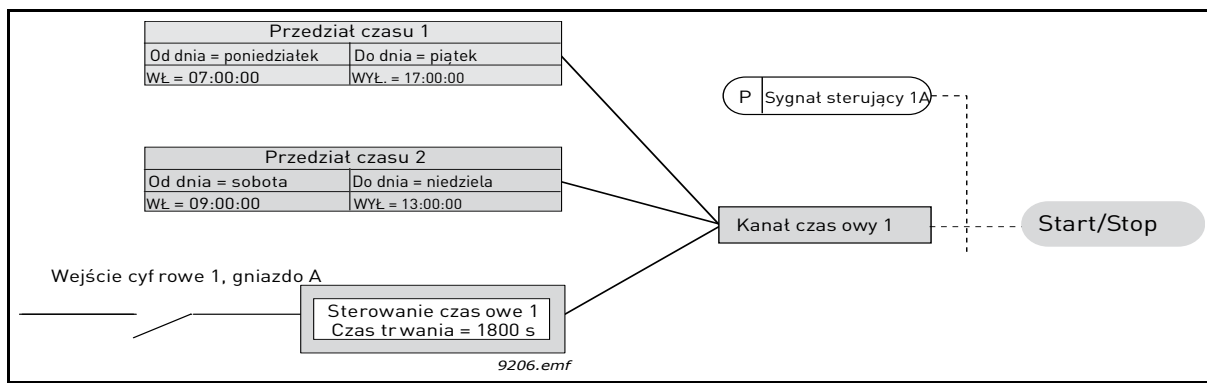 Przedział czasu 1
Od dnia = poniedziałek Do dnia = piątek
WŁ = 07:00:00 WYŁ. = 17:00:00
P Sygnał sterujący 1A
Przedział czasu 2
Od dnia = sobota Do dnia = niedziela
WŁ = 09:00:00 WYŁ = 13:00:00
Kanał czas owy 1
Start/Stop
Wejście cyf rowe 1, gniazdo A
Sterowanie czas owe 1
Czas tr wania = 1800 s
9206.emf